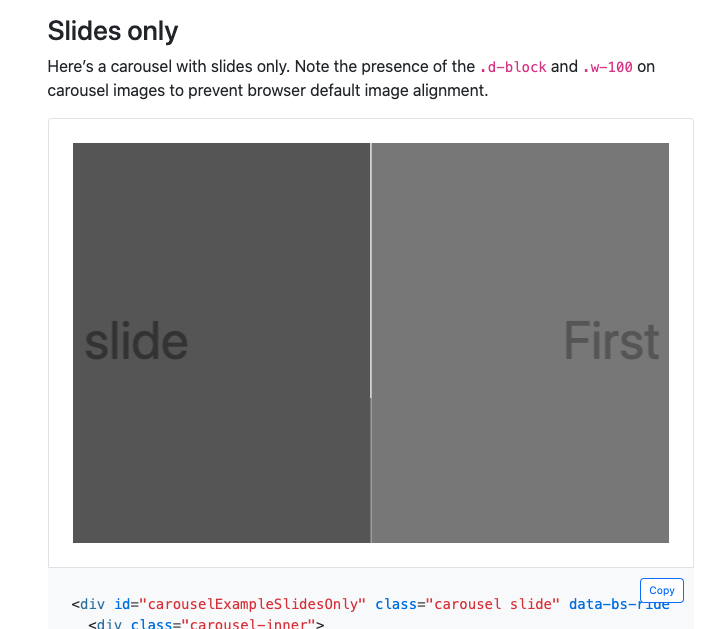 Slides only
Here’s a carousel with slides only. Note the presence of the .d-block and .w-100 on
carousel images to prevent browser default image alignment.
slide
First
Copy
<div id="carouselExampleSlidesOnly" class="carousel slide" data-bs-ride
<div class="carousel-inner">